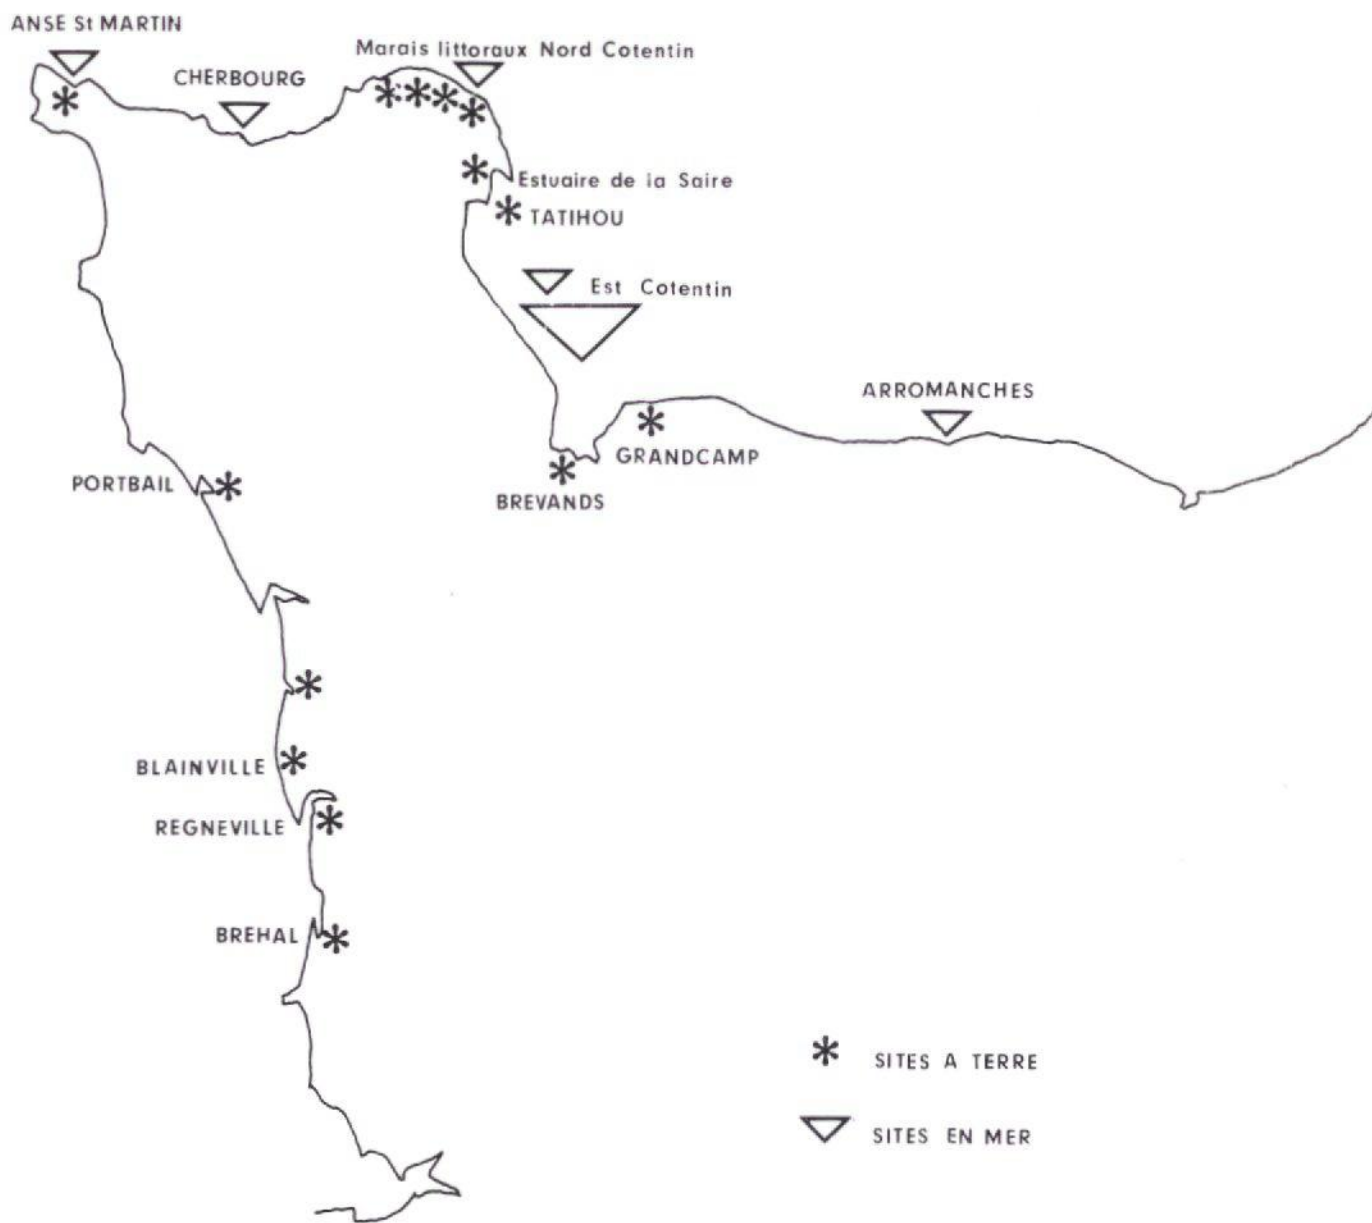 ANSE St MARTIN
Marais littoraux Nord Cotentin
CHERBOURG
Estuaire de la Saire
TATIHOU
Est Cotentin
ARROMANCHES
GRANDCAMP
PORTBAIL
BREVANDS
BLAINVILLE
REGNEVILLE
BREHAL
SITES A TERRE
SITES EN MER